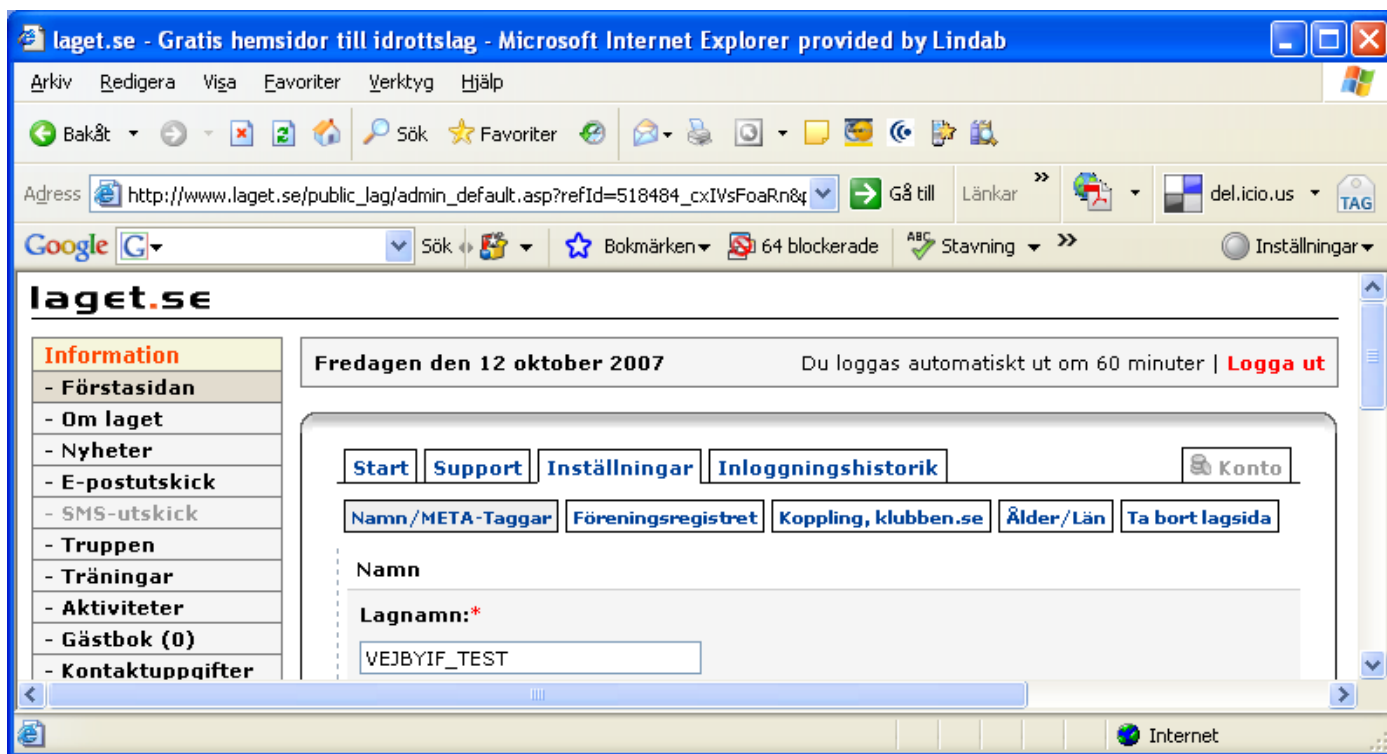 laget.se - Gratis hemsidor till idrottslag - Microsoft Internet Explorer provided by Lindab
Arkiv Redigera Visa Favoriter Verktyg Hjälp
Bakåt Sök Favoriter
Adress http://www.laget.se/public_lag/admin_default.asp?refId=518484_cxIVsFoaRn& Gå till Länkar » del.icio.us TAG
Google G Sök Bokmärken 64 blockerade ABC Stavning » Inställningar
laget.se
Information
- Förstasidan
- Om laget
- Nyheter
- E-postutskick
- SMS-utskick
- Truppen
- Träningar
- Aktiviteter
- Gästbok (0)
- Kontaktuppgifter
Fredagen den 12 oktober 2007 Du loggas automatiskt ut om 60 minuter | Logga ut
Start Support Inställningar Inloggningshistorik Konto
Namn/META-Taggar Föreningsregistret Koppling, klubben.se Ålder/Län Ta bort lagsida
Namn
Lagnamn:*
VEJBYIF_TEST
Internet